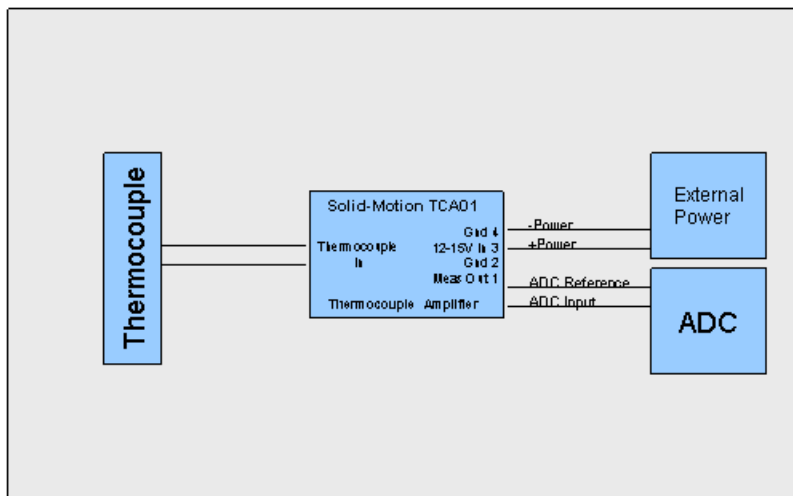 Thermocouple
Solid-Motion TCA01
Gnd 4
12-15V In 3
Gnd 2
Meas Out 1
Thermocouple
In
Thermocouple Amplifier
-Power
+Power
ADC Reference
ADC Input
External
Power
ADC